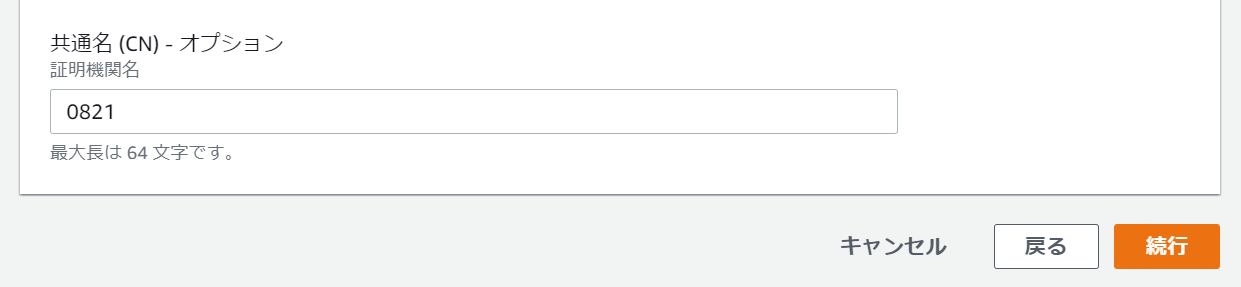 共通名 (CN) - オプション
証明機関名
0821
最大長は 64 文字です。
キャンセル 戻る 続行